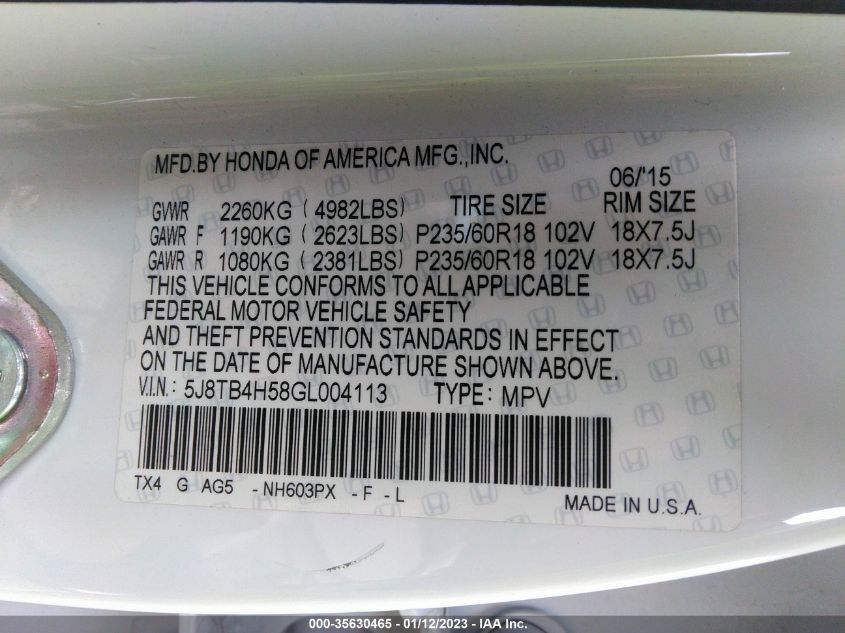 MFD.BY HONDA OF AMERICA MFG.,INC.
06/'15
GVWR 2260KG (4982LBS) TIRE SIZE RIM SIZE
GAWR F 1190KG (2623LBS) P235/60R18 102V 18X7.5J
GAWR R 1080KG (2381LBS) P235/60R18 102V 18X7.5J
THIS VEHICLE CONFORMS TO ALL APPLICABLE
FEDERAL MOTOR VEHICLE SAFETY
AND THEFT PREVENTION STANDARDS IN EFFECT
ON THE DATE OF MANUFACTURE SHOWN ABOVE.
V.I.N.: 5J8TB4H58GL004113 TYPE: MPV
TX4 G AG5 -NH603PX -F -L
MADE IN U.S.A.
000-35630465 - 01/12/2023 - IAA Inc.